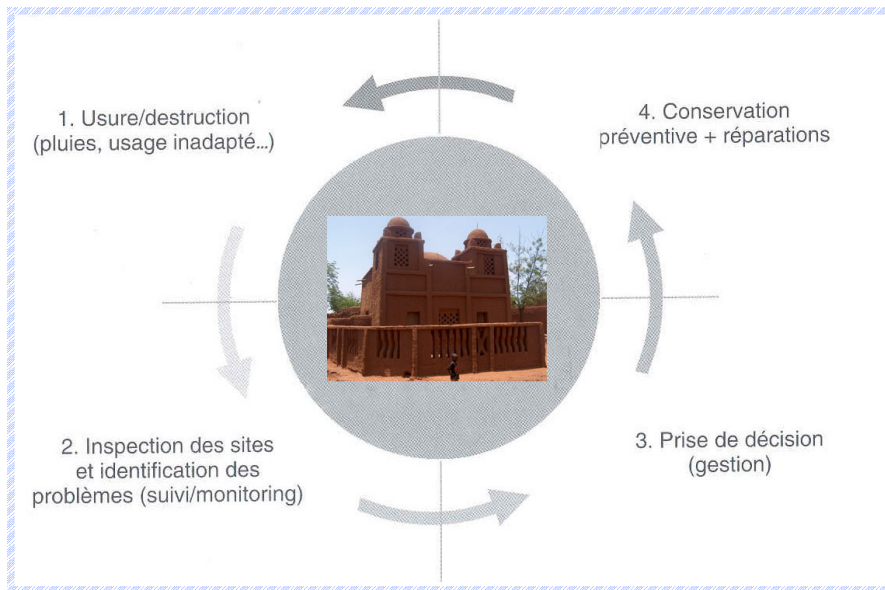 1. Usure/destruction
(pluies, usage inadapté...)
2. Inspection des sites
et identification des
problèmes (suivi/monitoring)
3. Prise de décision
(gestion)
4. Conservation
préventive + réparations